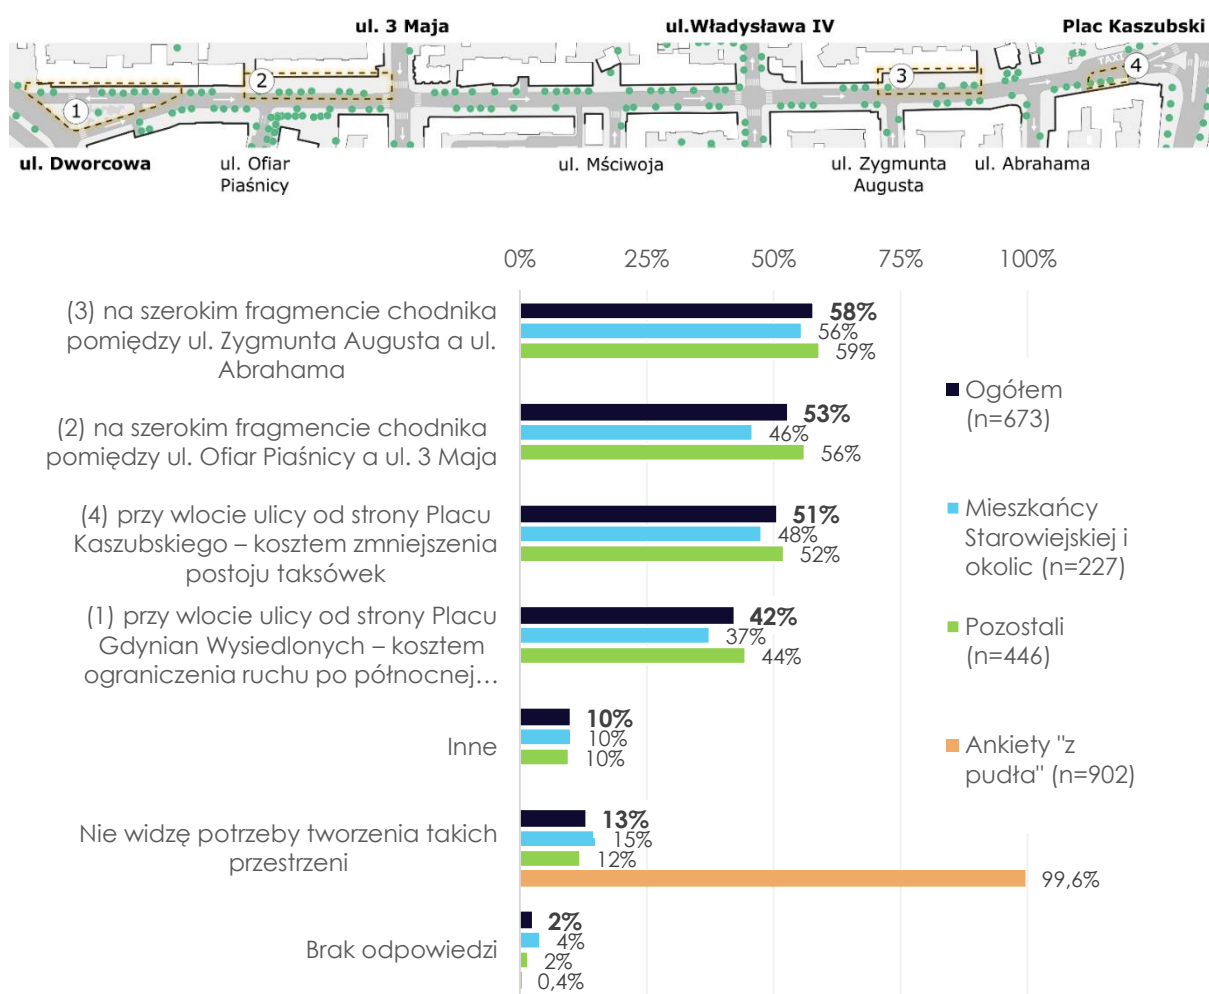 ul. 3 Maja
ul.Władysława IV
Plac Kaszubski
TAXI
1
2
3
4
ul. Dworcowa
ul. Ofiar
Piaśnicy
ul. Mściwoja
ul. Zygmunta
Augusta
ul. Abrahama
0%
25%
50%
75%
100%
(3) na szerokim fragmencie chodnika
pomiędzy ul. Zygmunta Augusta a ul.
Abrahama
58%
56%
59%
(2) na szerokim fragmencie chodnika
pomiędzy ul. Ofiar Piaśnicy a ul. 3 Maja
53%
46%
56%
(4) przy wlocie ulicy od strony Placu
Kaszubskiego – kosztem zmniejszenia
postoju taksówek
51%
48%
52%
(1) przy wlocie ulicy od strony Placu
Gdynian Wysiedlonych – kosztem
ograniczenia ruchu po północnej…
42%
37%
44%
Inne
10%
10%
10%
Nie widzę potrzeby tworzenia takich
przestrzeni
13%
15%
12%
99,6%
Brak odpowiedzi
2%
4%
2%
0,4%
Ogółem
(n=673)
Mieszkańcy
Starowiejskiej i
okolic (n=227)
Pozostali
(n=446)
Ankiety "z
pudła" (n=902)